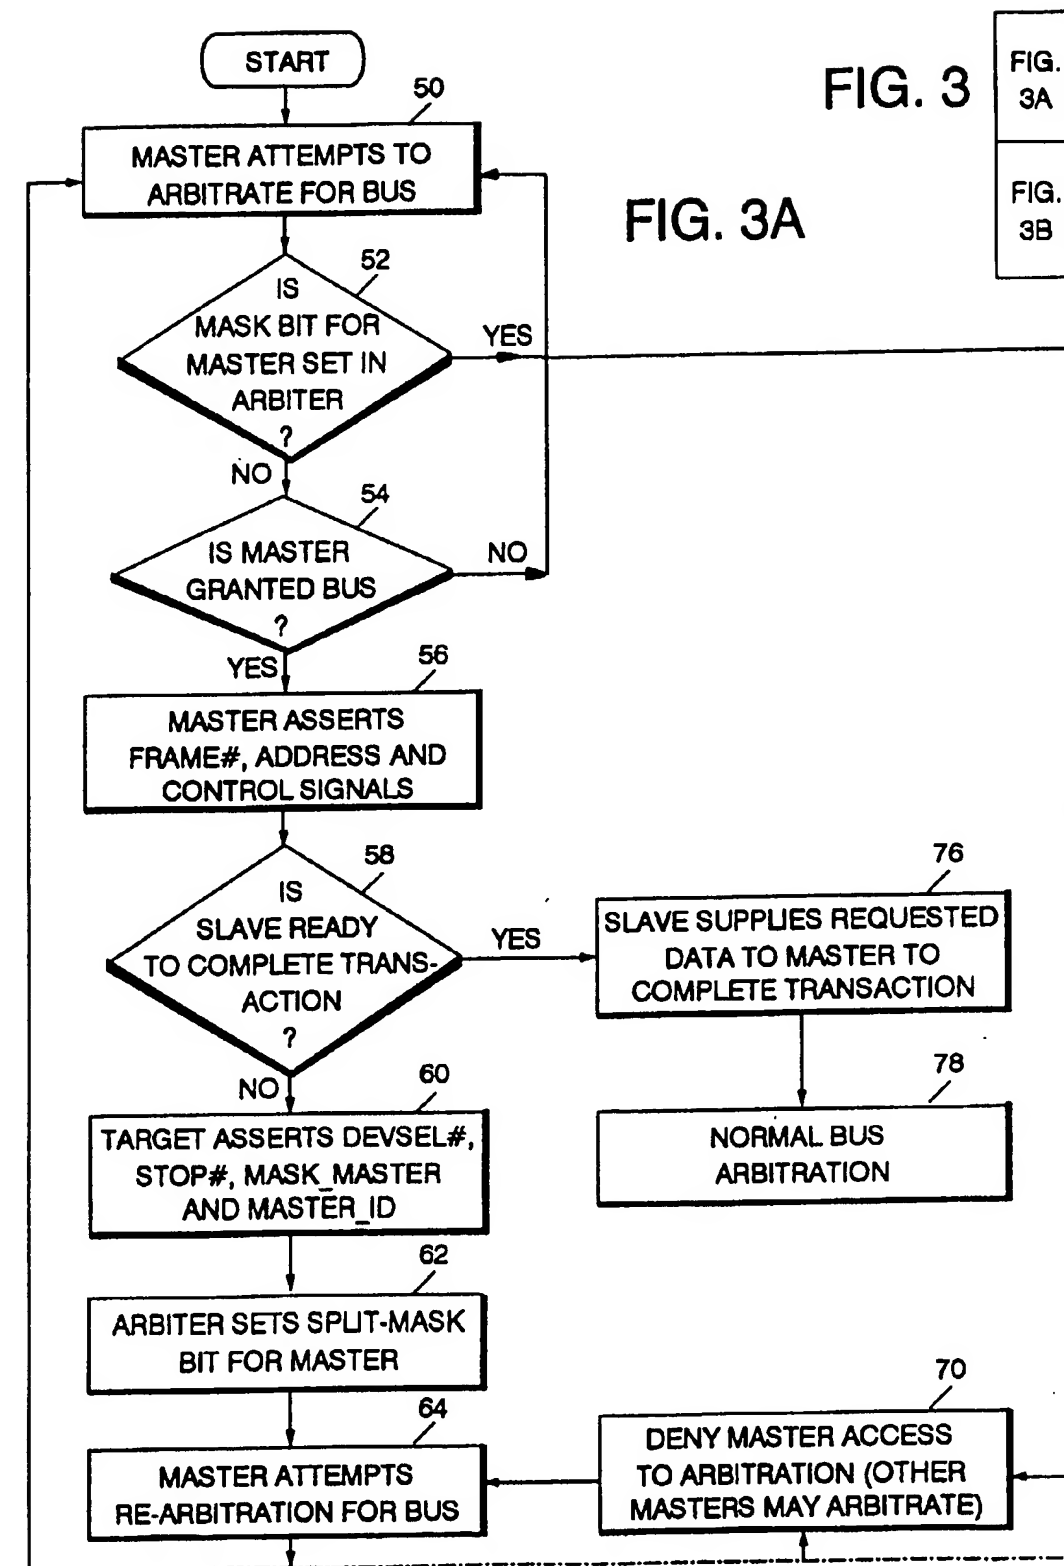 START
FIG. 3
FIG.
3A
FIG.
3B
FIG. 3A
50
MASTER ATTEMPTS TO
ARBITRATE FOR BUS
52
IS
MASK BIT FOR
MASTER SET IN
ARBITER
?
YES
NO
54
IS MASTER
GRANTED BUS
?
NO
YES
56
MASTER ASSERTS
FRAME#, ADDRESS AND
CONTROL SIGNALS
58
IS
SLAVE READY
TO COMPLETE TRANS-
ACTION
?
YES
76
SLAVE SUPPLIES REQUESTED
DATA TO MASTER TO
COMPLETE TRANSACTION
78
NORMAL BUS
ARBITRATION
NO
60
TARGET ASSERTS DEVSEL#,
STOP#, MASK_MASTER
AND MASTER_ID
62
ARBITER SETS SPLIT-MASK
BIT FOR MASTER
64
MASTER ATTEMPTS
RE-ARBITRATION FOR BUS
70
DENY MASTER ACCESS
TO ARBITRATION (OTHER
MASTERS MAY ARBITRATE)